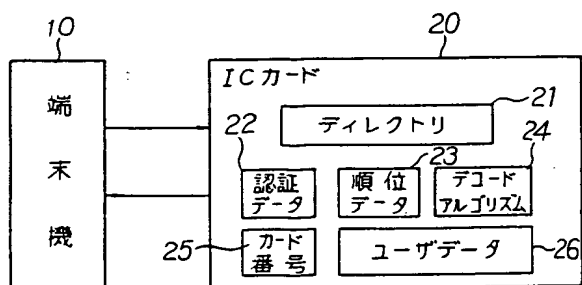 10
20
端末機
ICカード
21
ディレクトリ
22
23
24
認証
データ
順位
データ
デコード
アルゴリズム
25
カード
番号
ユーザデータ
26